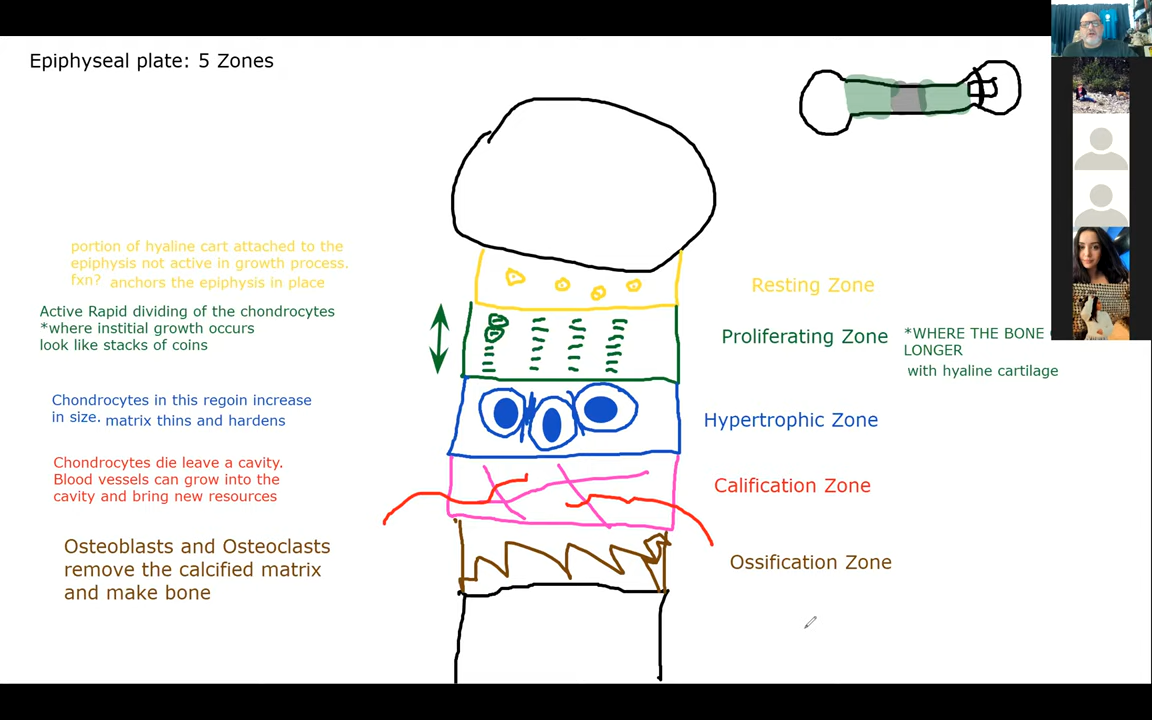 Epiphyseal plate: 5 Zones
portion of hyaline cart attached to the
epiphysis not active in growth process.
fxn? anchors the epiphysis in place
Resting Zone
Active Rapid dividing of the chondrocytes
*where institial growth occurs
look like stacks of coins
Proliferating Zone
*WHERE THE BONE
LONGER
with hyaline cartilage
Chondrocytes in this regoin increase
in size. matrix thins and hardens
Hypertrophic Zone
Chondrocytes die leave a cavity.
Blood vessels can grow into the
cavity and bring new resources
Calification Zone
Osteoblasts and Osteoclasts
remove the calcified matrix
and make bone
Ossification Zone